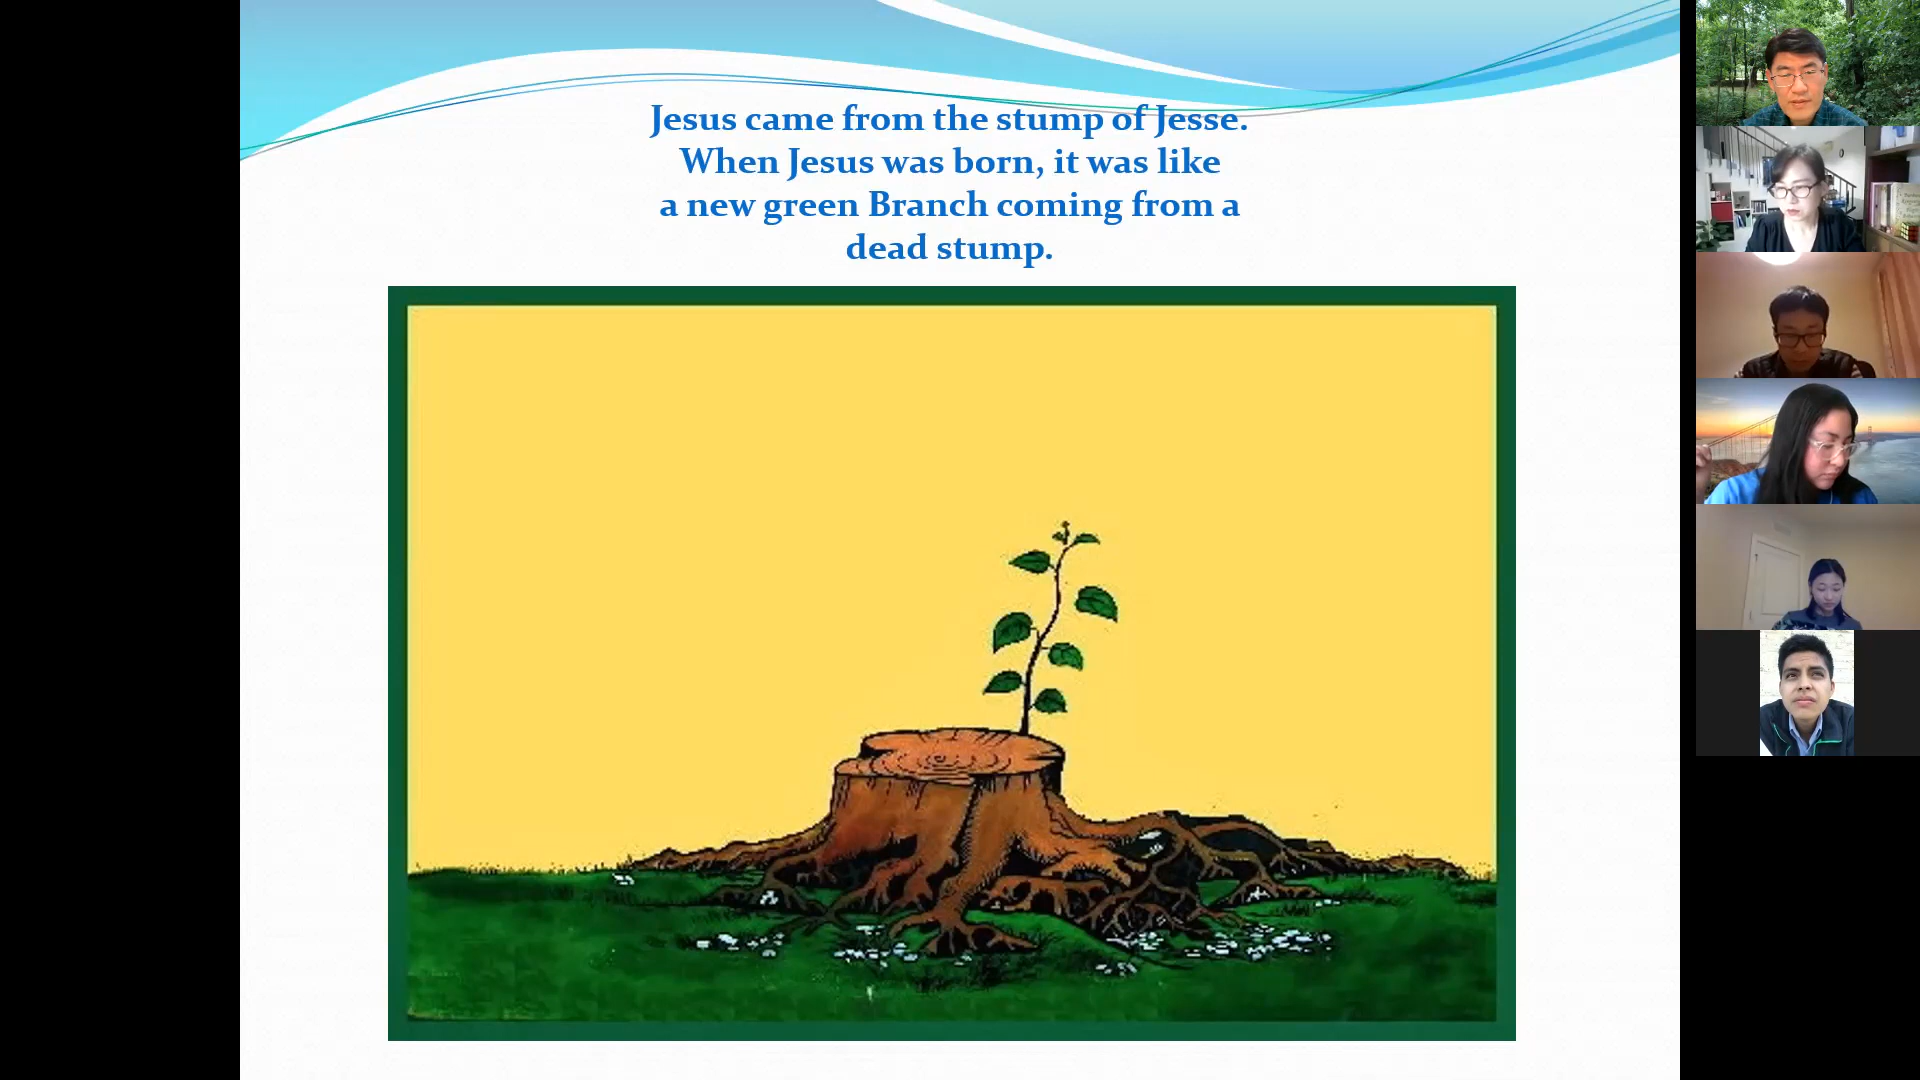 Jesus came from the stump of Jesse.
When Jesus was born, it was like
a new green Branch coming from a
dead stump.